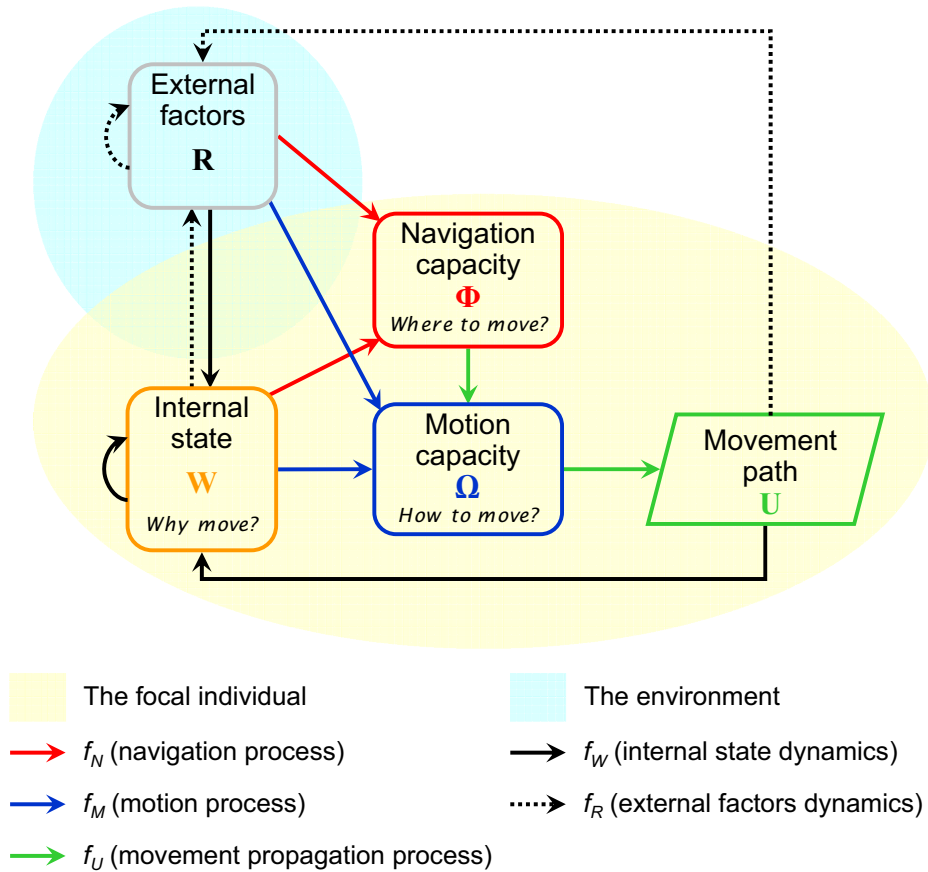 External
factors
R
Navigation
capacity
Φ
Where to move?
Internal
state
W
Why move?
Motion
capacity
Ω
How to move?
Movement
path
U
The focal individual
The environment
f_N (navigation process)
f_W (internal state dynamics)
f_M (motion process)
f_R (external factors dynamics)
f_U (movement propagation process)